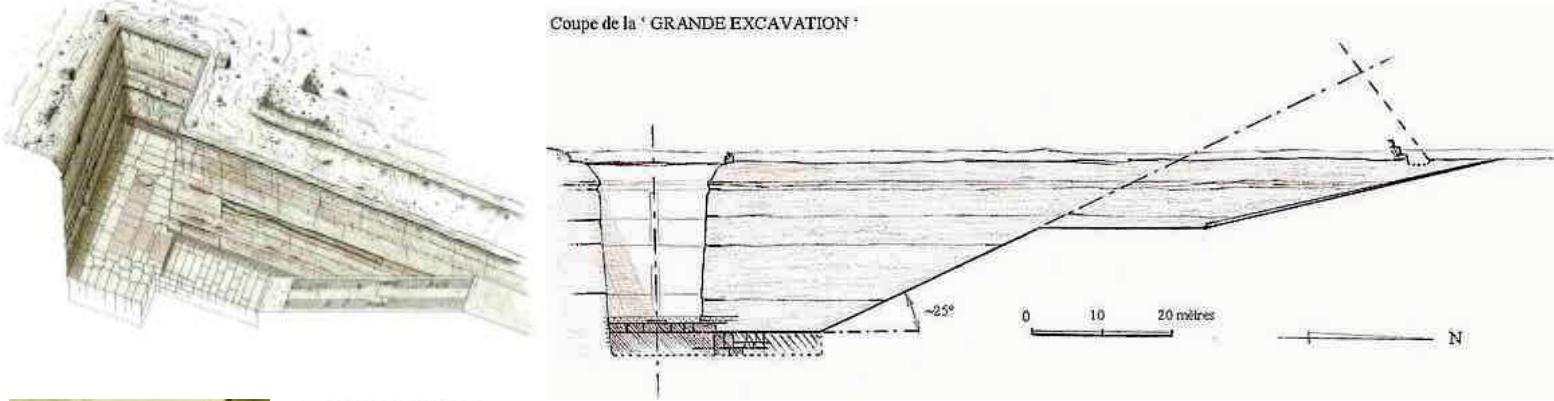 Coupe de la ' GRANDE EXCAVATION '
~25°
0 10 20 mètres
N